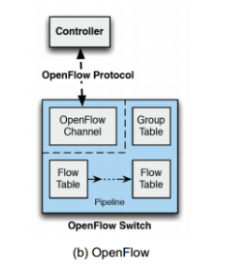 Controller
OpenFlow Protocol
OpenFlow
Channel
Group
Table
Flow
Table
Flow
Table
Pipeline
OpenFlow Switch
(b) OpenFlow